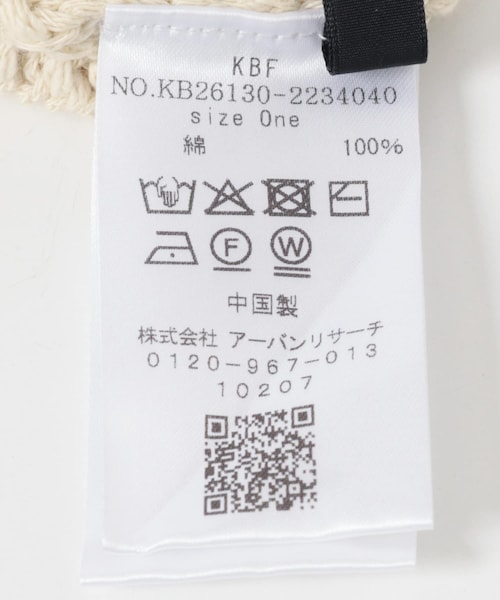 KBF
NO.KB26130-2234040
size One
綿 100%
F W
中国製
株式会社 アーバンリサーチ
0120-967-013
10207